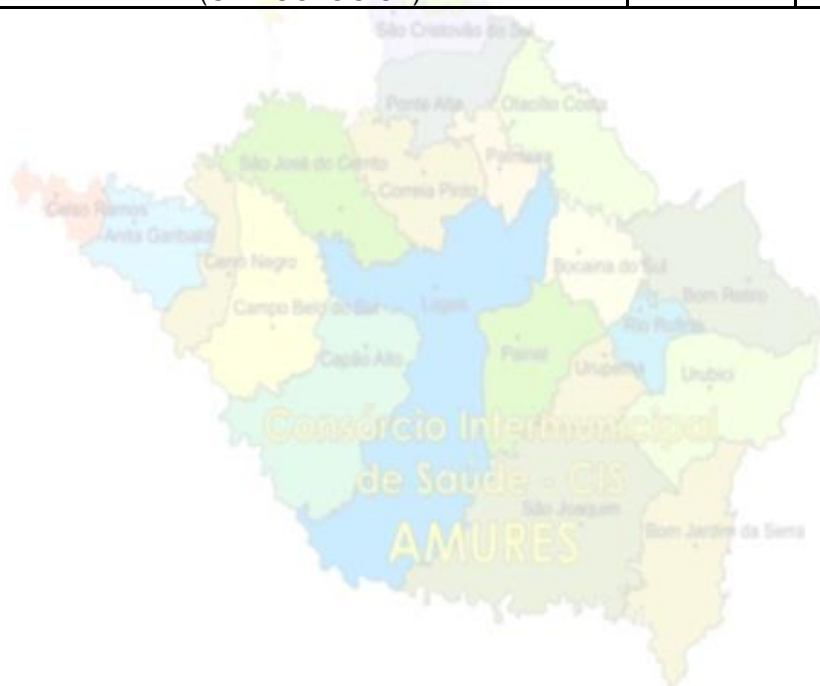 São Cristovão do Sul
Ponte Alta
Otacílio Costa
São José do Cerrito
Palmeira
Correia Pinto
Celso Ramos
Anita Garibaldi
Cerro Negro
Bocaina do Sul
Bom Retiro
Campo Belo do Sul
Lages
Rio Rufino
Capão Alto
Painel
Urupema
Urubici
Consórcio Intermunicipal
de Saúde - CIS
São Joaquim
AMURES
Bom Jardim da Serra